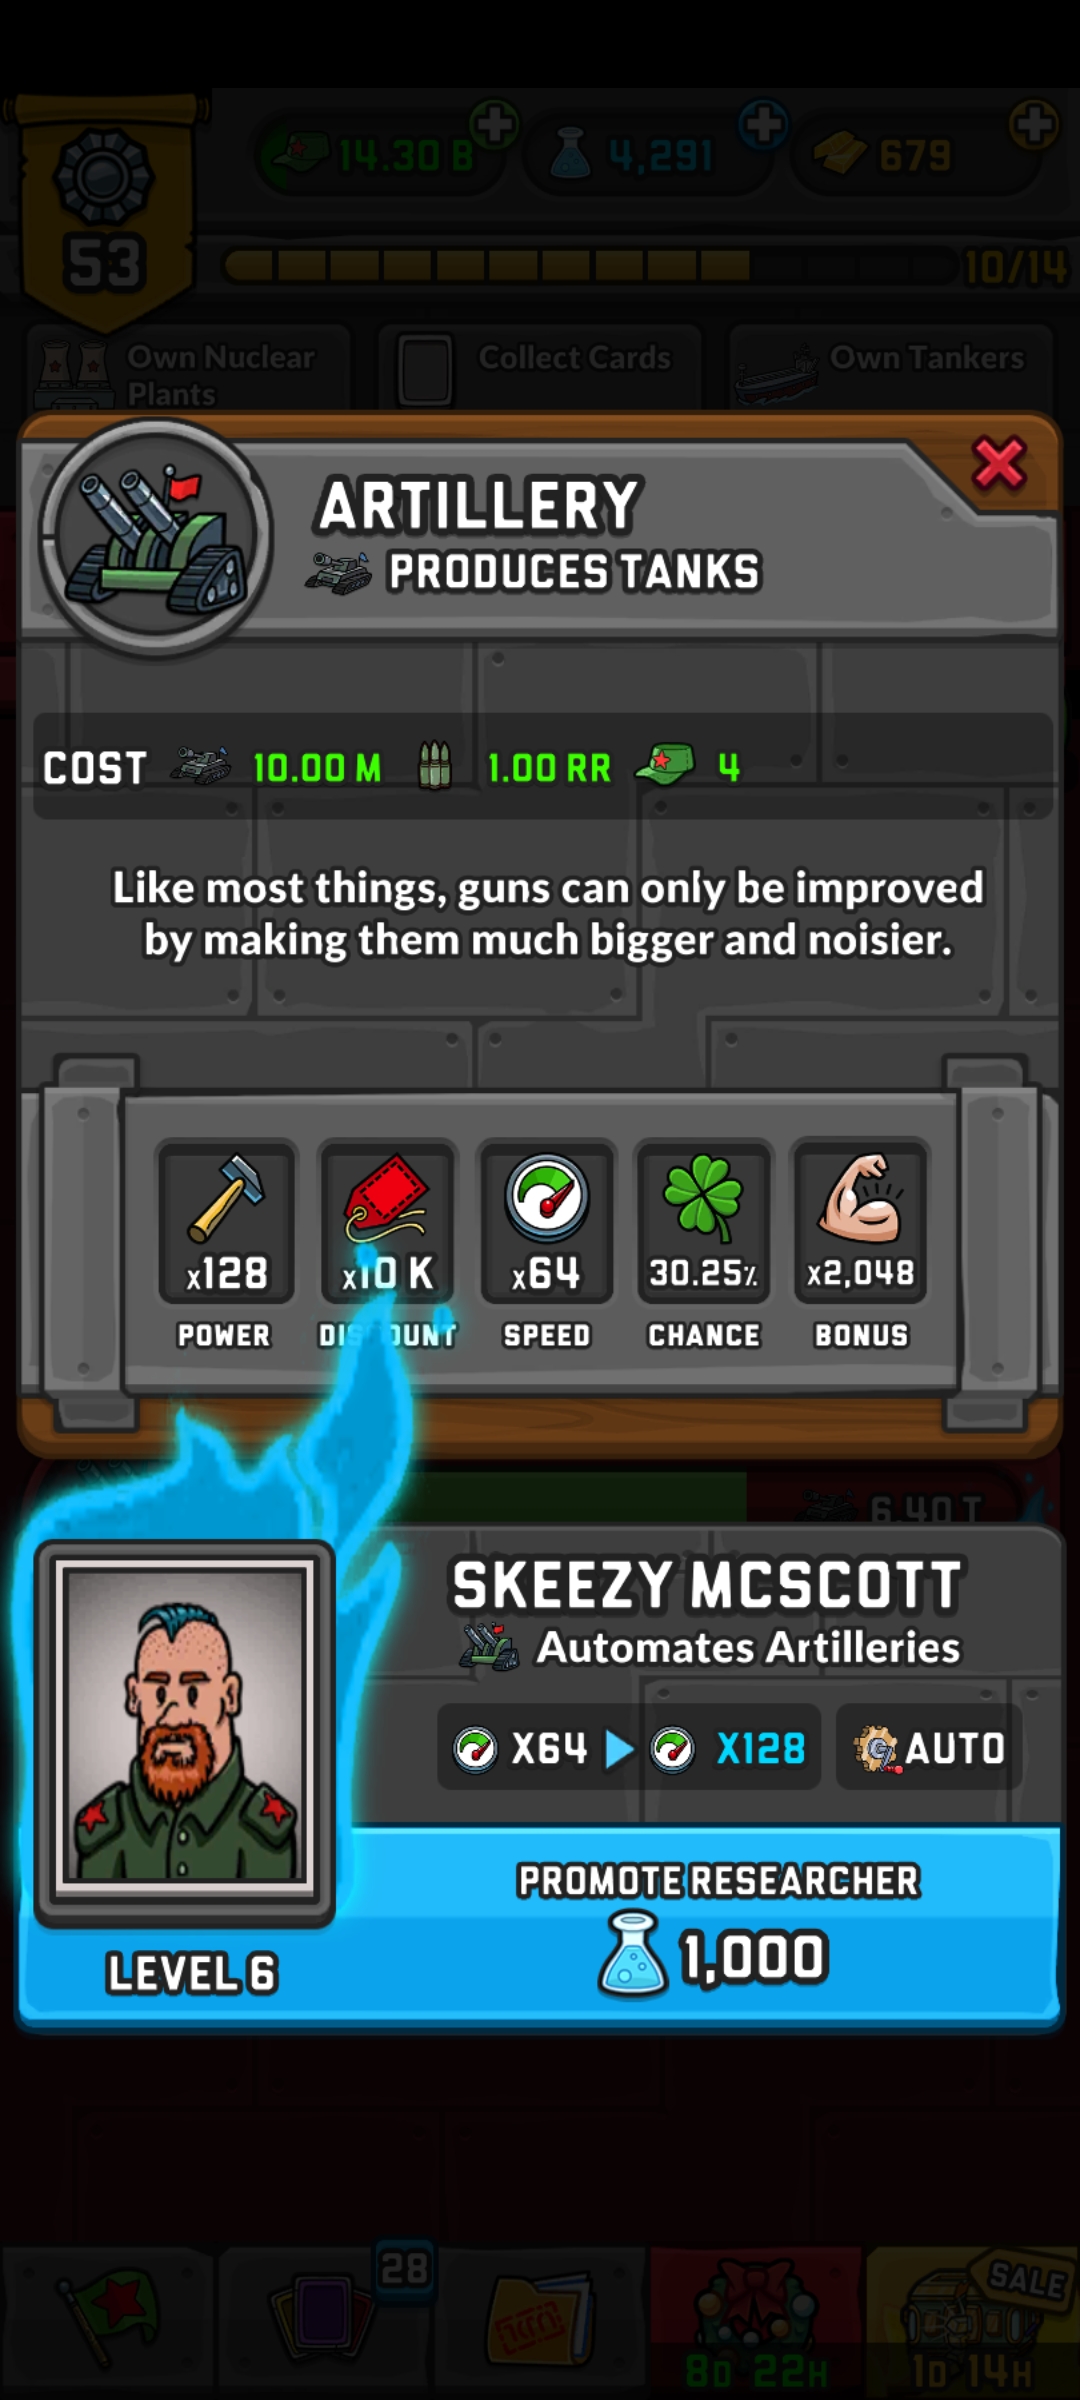 14.30 B
4,291
679
53
10/14
Own Nuclear
Plants
Collect Cards
Own Tankers
ARTILLERY
PRODUCES TANKS
COST 10.00 M 1.00 RR 4
Like most things, guns can only be improved
by making them much bigger and noisier.
x128
x10 K
x64
30.25%
x2,048
POWER
DISCOUNT
SPEED
CHANCE
BONUS
6.40 T
SKEEZY MCSCOTT
Automates Artilleries
X64 X128 AUTO
PROMOTE RESEARCHER
1,000
LEVEL 6
28
SALE
8D 22H
1D 14H